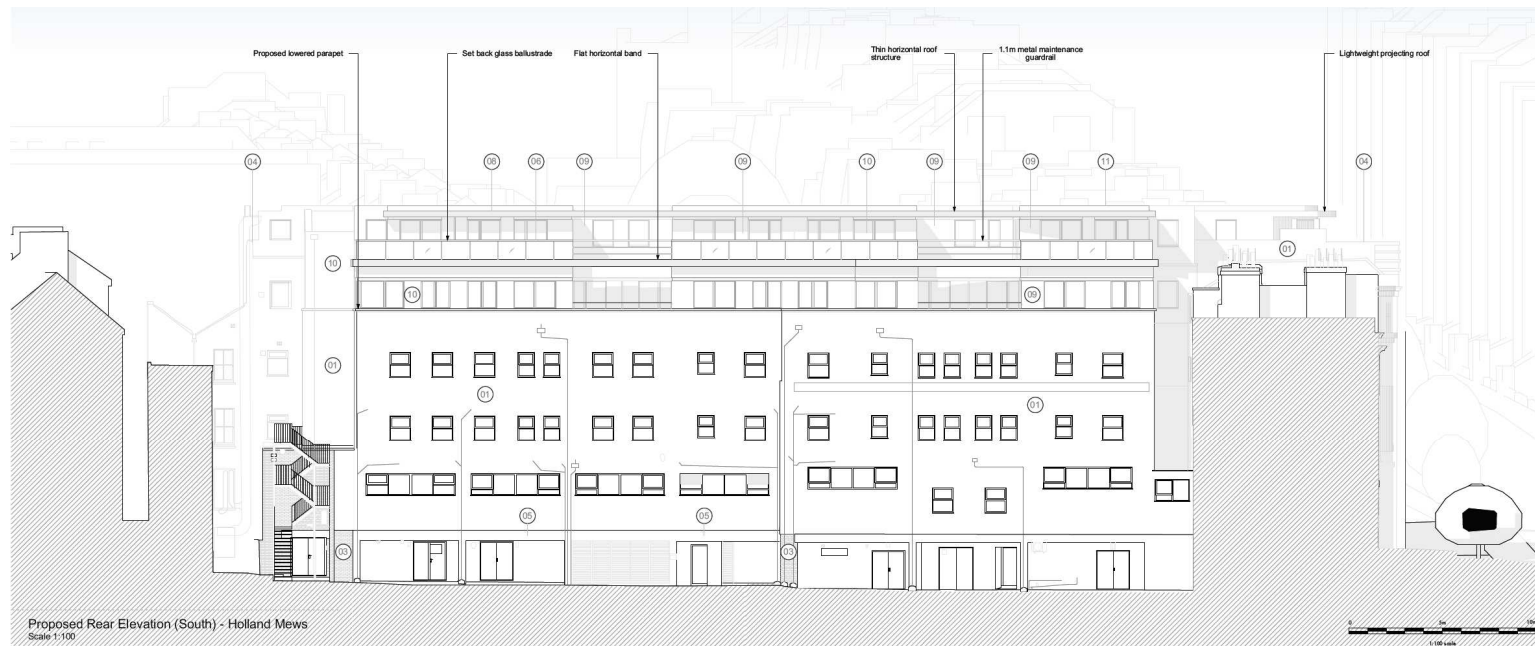 Proposed lowered parapet
Set back glass ballustrade
Flat horizontal band
Thin horizontal roof
structure
1.1m metal maintenance
guardrail
Lightweight projecting roof
04
08
06
09
09
10
09
09
11
04
01
10
10
09
01
01
01
05
05
03
03
Proposed Rear Elevation (South) - Holland Mews
Scale 1:100
0 5m 10m
1:100 scale